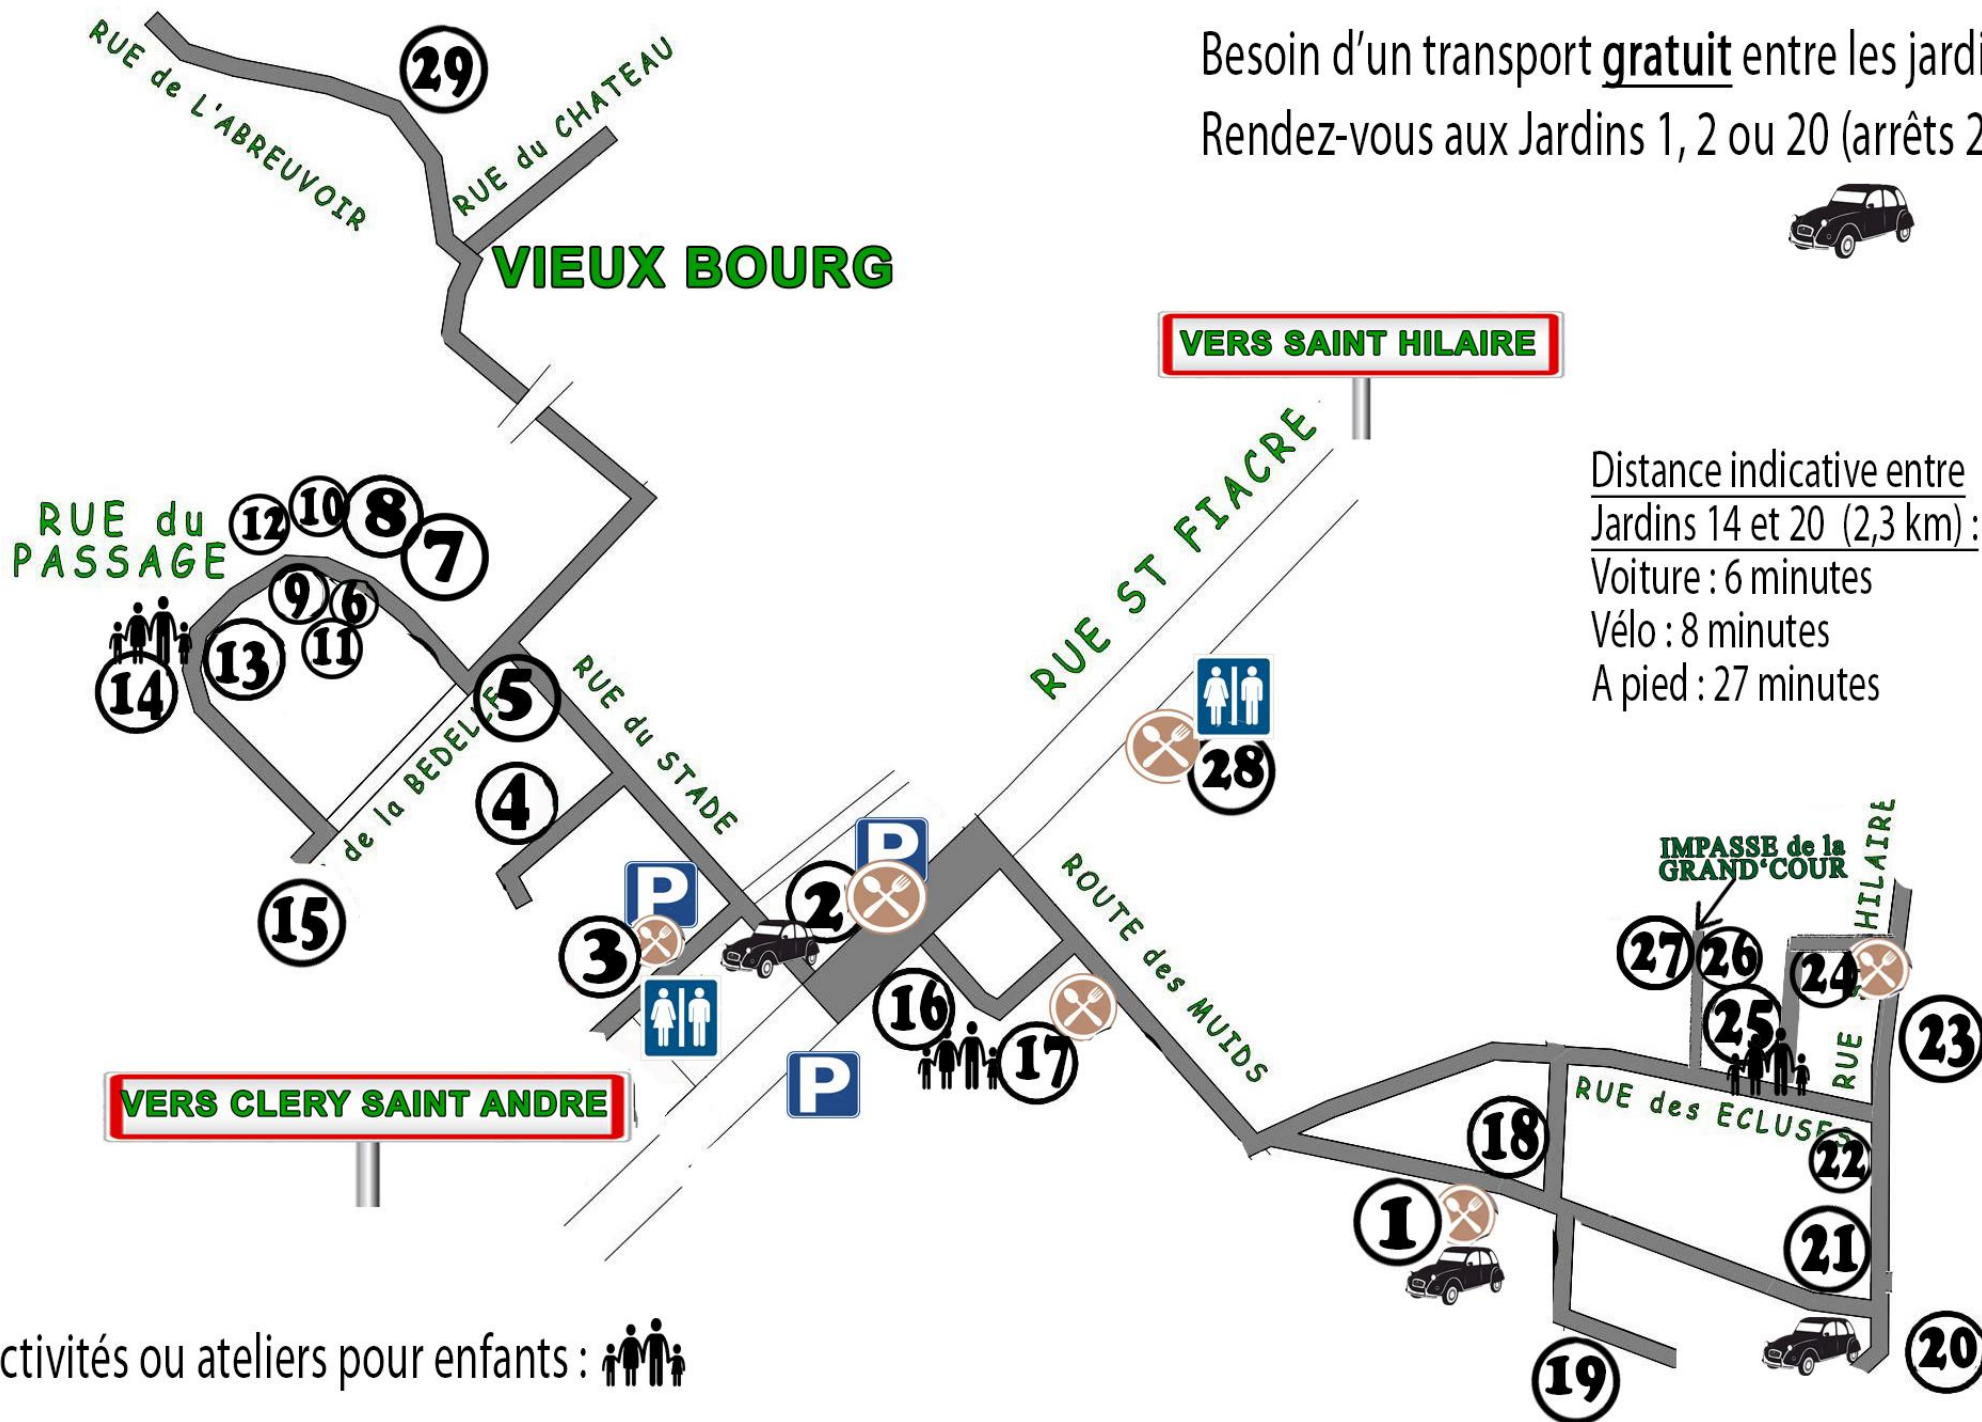 Besoin d'un transport gratuit entre les jardi
Rendez-vous aux Jardins 1, 2 ou 20 (arrêts 2
RUE de L'ABREUVOIR
29
RUE du CHATEAU
VIEUX BOURG
VERS SAINT HILAIRE
RUE ST FIACRE
Distance indicative entre
Jardins 14 et 20 (2,3 km) :
Voiture : 6 minutes
Vélo : 8 minutes
A pied : 27 minutes
RUE du
PASSAGE
12
10
8
7
9
6
11
13
14
5
RUE du STADE
de la BEDELLE
4
15
28
P
P
2
3
ROUTE des MUIDS
16
17
P
IMPASSE de la
GRAND'COUR
HILAIRE
RUE
27
26
24
25
23
RUE des ECLUSES
VERS CLERY SAINT ANDRE
18
22
1
21
20
19
ctivités ou ateliers pour enfants :